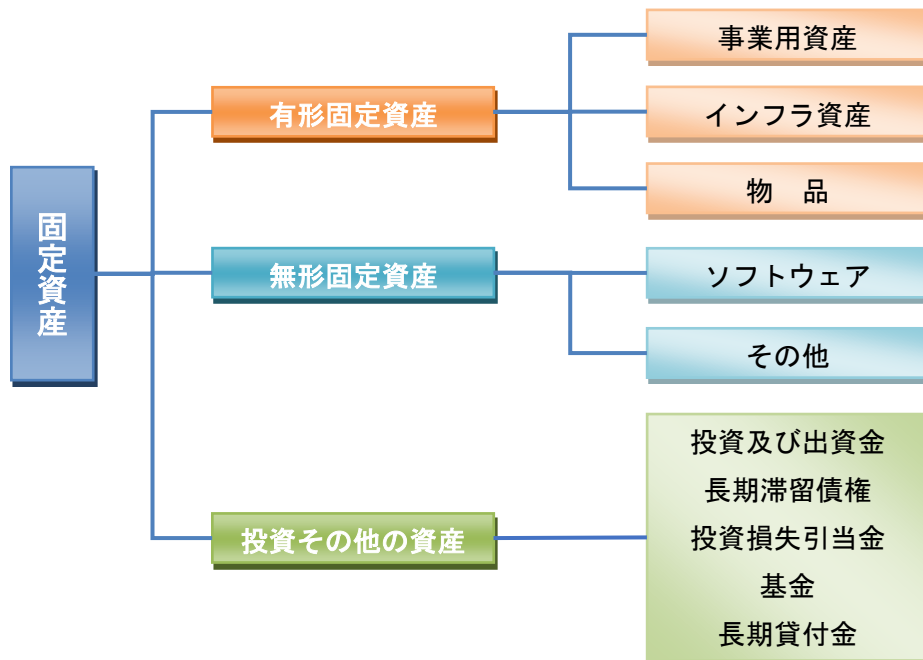 固定資産
有形固定資産
事業用資産
インフラ資産
物　品
無形固定資産
ソフトウェア
その他
投資その他の資産
投資及び出資金
長期滞留債権
投資損失引当金
基金
長期貸付金